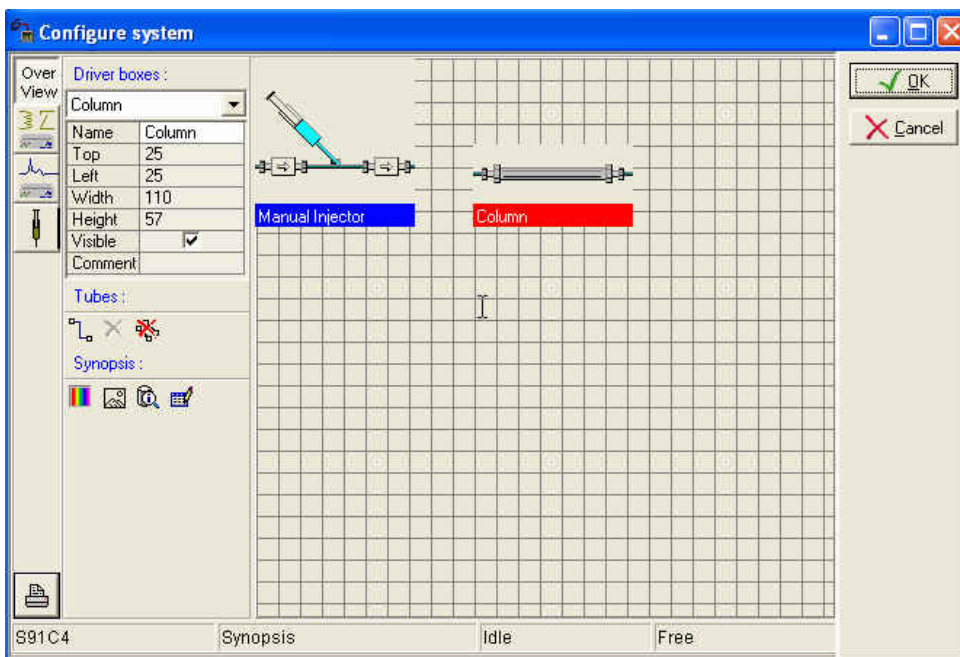 Configure system
Over
View
Driver boxes :
Column
Name Column
Top 25
Left 25
Width 110
Height 57
Visible
Comment
Tubes :
Synopsis :
Manual Injector
Column
OK
Cancel
S91C4 Synopsis Idle Free